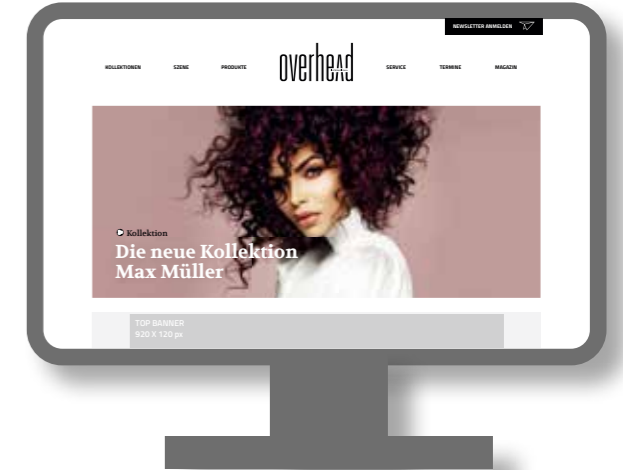 NEWSLETTER ANMELDEN
KOLLEKTIONEN SZENE PRODUKTE overhead SERVICE TERMINE MAGAZIN
Kollektion
Die neue Kollektion
Max Müller
TOP BANNER
920 X 120 px